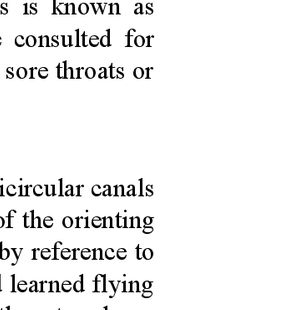 is known as
consulted for
sore throats or
icircular canals
of the orienting
by reference to
learned flying